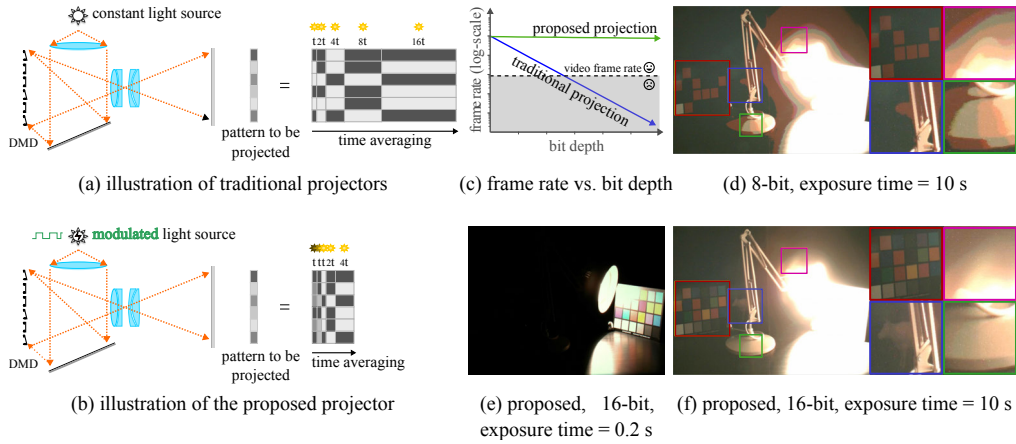 constant light source
DMD
pattern to be
projected
=
t 2t 4t 8t 16t
time averaging
(a) illustration of traditional projectors
frame rate (log-scale)
proposed projection
video frame rate
traditional projection
bit depth
(c) frame rate vs. bit depth
(d) 8-bit, exposure time = 10 s
modulated light source
DMD
pattern to be
projected
=
t t t 2t 4t
time averaging
(b) illustration of the proposed projector
(e) proposed, 16-bit,
exposure time = 0.2 s
(f) proposed, 16-bit, exposure time = 10 s